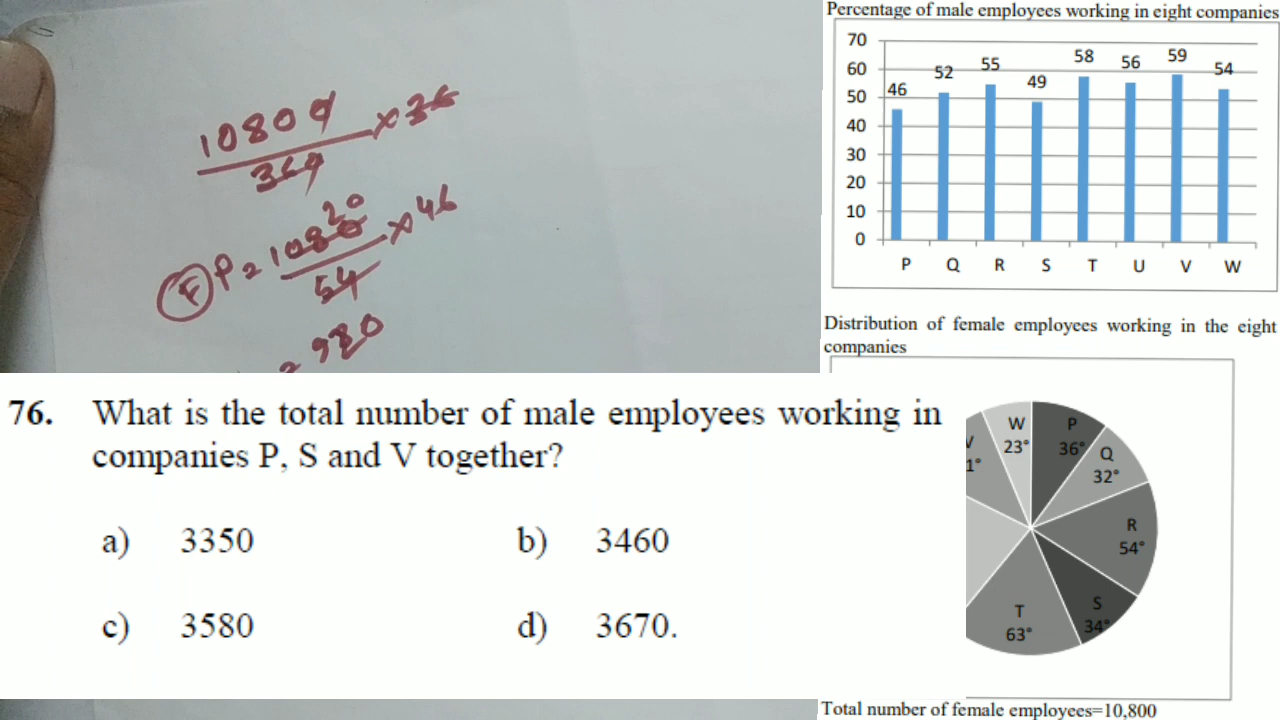 10800 × 36
360
20
F P = 1080 × 46
54
= 920
Percentage of male employees working in eight companies
70
60
50
40
30
20
10
0
46
52
55
49
58
56
59
54
P Q R S T U V W
Distribution of female employees working in the eight
companies
W
23°
P
36°
Q
32°
R
54°
S
34°
T
63°
V
1°
Total number of female employees=10,800
76. What is the total number of male employees working in
companies P, S and V together?
a) 3350 b) 3460
c) 3580 d) 3670.